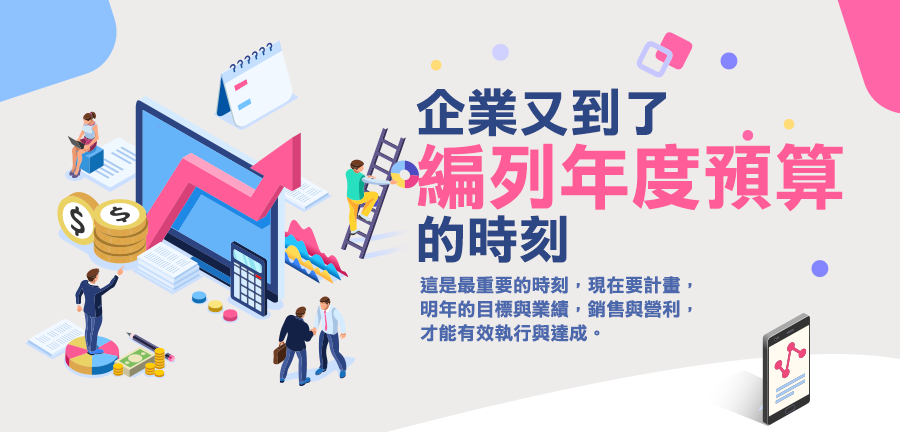 企業又到了
編列年度預算
的時刻
這是最重要的時刻，現在要計畫，
明年的目標與業績，銷售與營利，
才能有效執行與達成。
$
$